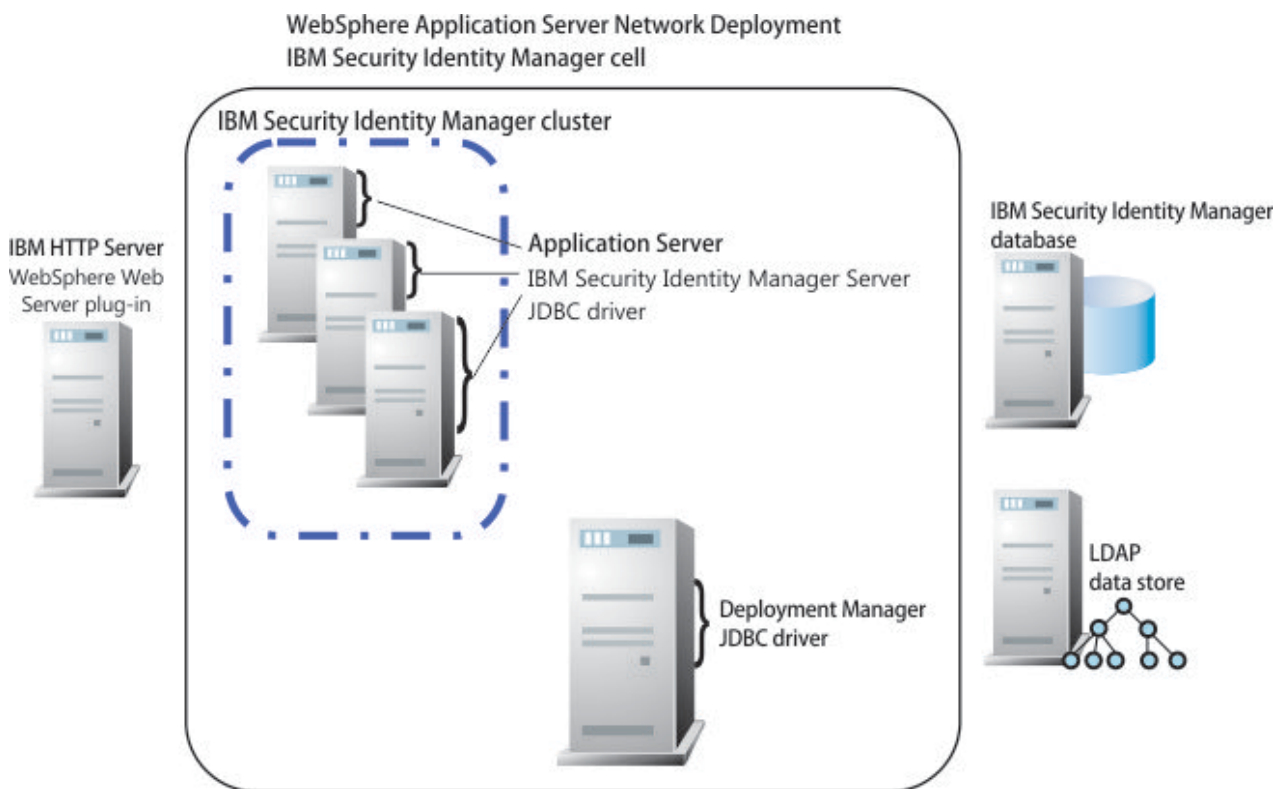 WebSphere Application Server Network Deployment
IBM Security Identity Manager cell
IBM Security Identity Manager cluster
IBM HTTP Server
WebSphere Web
Server plug-in
Application Server
IBM Security Identity Manager Server
JDBC driver
IBM Security Identity Manager
database
LDAP
data store
Deployment Manager
JDBC driver